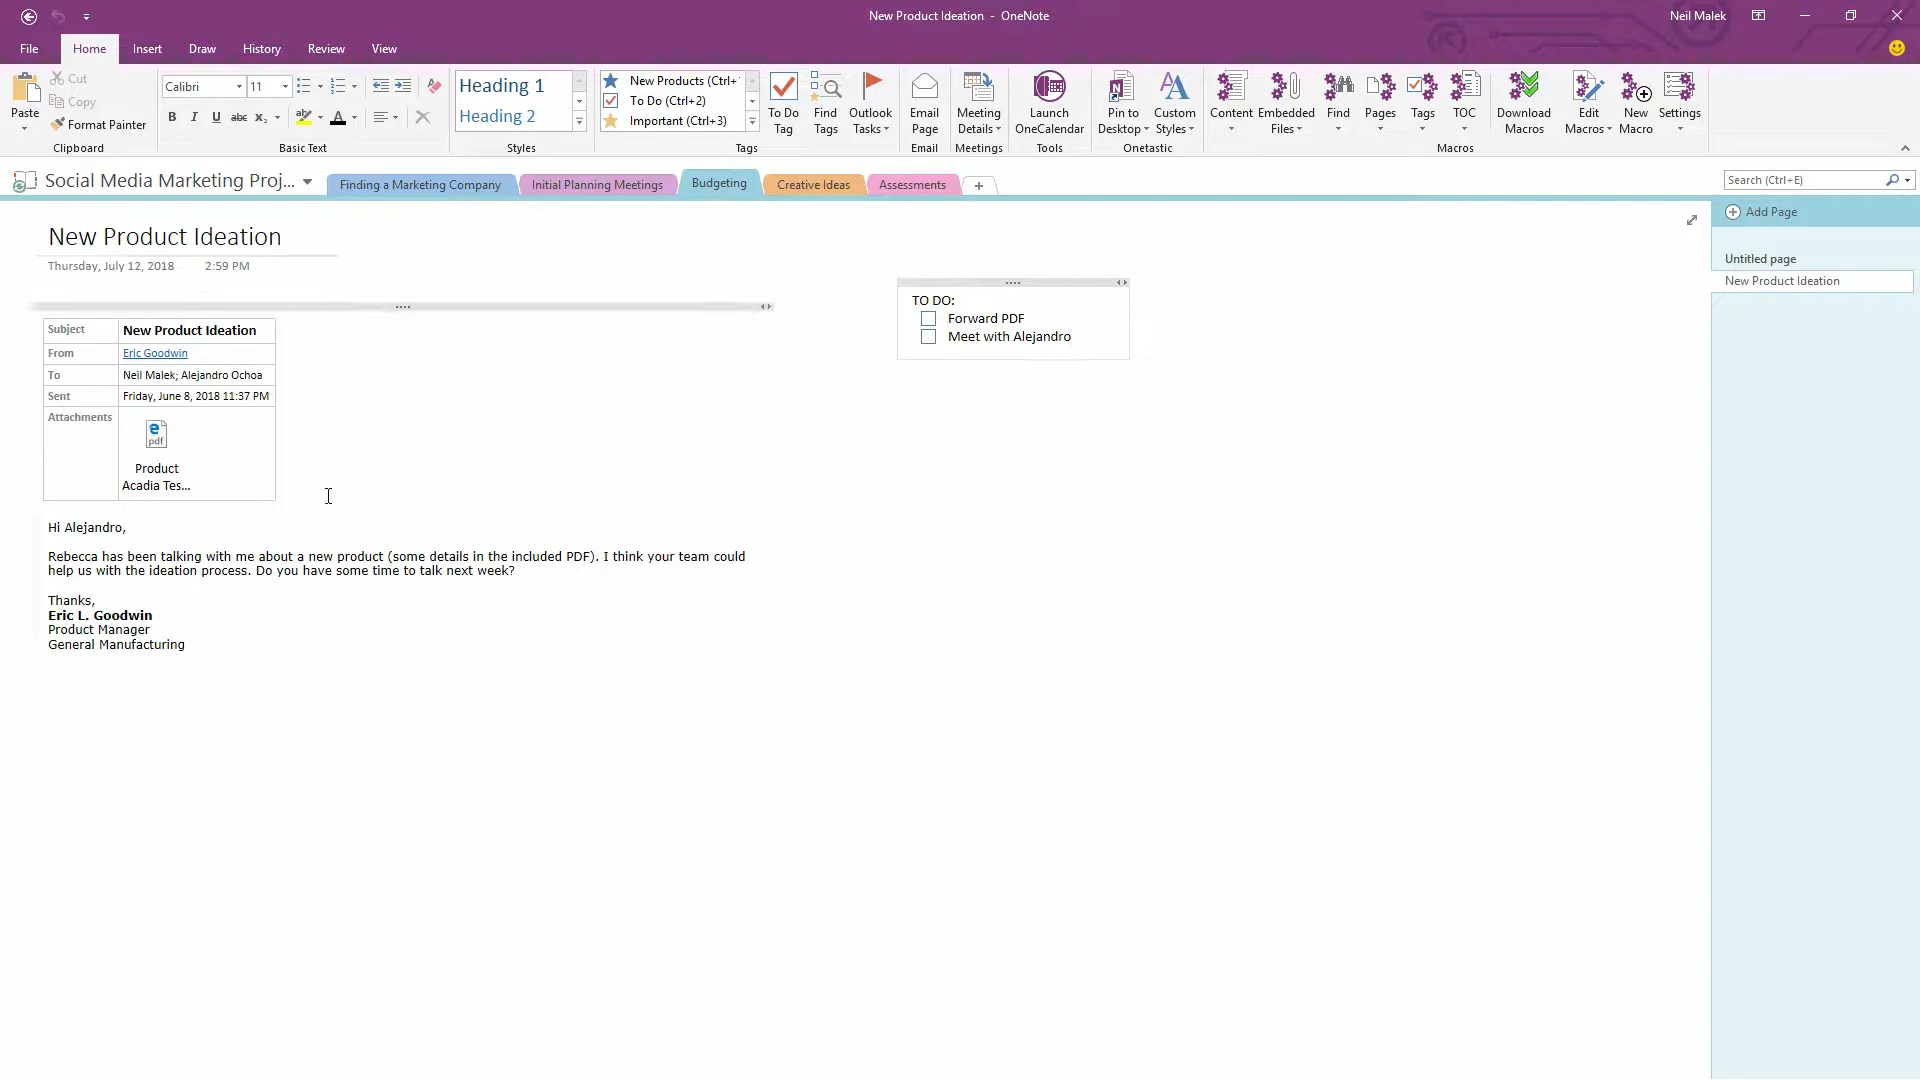 New Product Ideation - OneNote
Neil Malek
File Home Insert Draw History Review View
Paste
Cut
Copy
Format Painter
Clipboard
Calibri 11
B I U abc X₂ A
Basic Text
Heading 1
Heading 2
Styles
New Products (Ctrl+
To Do (Ctrl+2)
Important (Ctrl+3)
To Do
Tag
Find
Tags
Outlook
Tasks
Tags
Email
Page
Email
Meeting
Details
Meetings
Launch
OneCalendar
Tools
Pin to
Desktop
Custom
Styles
Onetastic
Content
Embedded
Files
Find
Pages
Tags
TOC
Download
Macros
Edit
Macros
New
Macro
Settings
Macros
Social Media Marketing Proj...
Finding a Marketing Company
Initial Planning Meetings
Budgeting
Creative Ideas
Assessments
Search (Ctrl+E)
Add Page
Untitled page
New Product Ideation
New Product Ideation
Thursday, July 12, 2018 2:59 PM
TO DO:
Forward PDF
Meet with Alejandro
Subject New Product Ideation
From Eric Goodwin
To Neil Malek; Alejandro Ochoa
Sent Friday, June 8, 2018 11:37 PM
Attachments
e
pdf
Product
Acadia Tes...
Hi Alejandro,
Rebecca has been talking with me about a new product (some details in the included PDF). I think your team could
help us with the ideation process. Do you have some time to talk next week?
Thanks,
Eric L. Goodwin
Product Manager
General Manufacturing